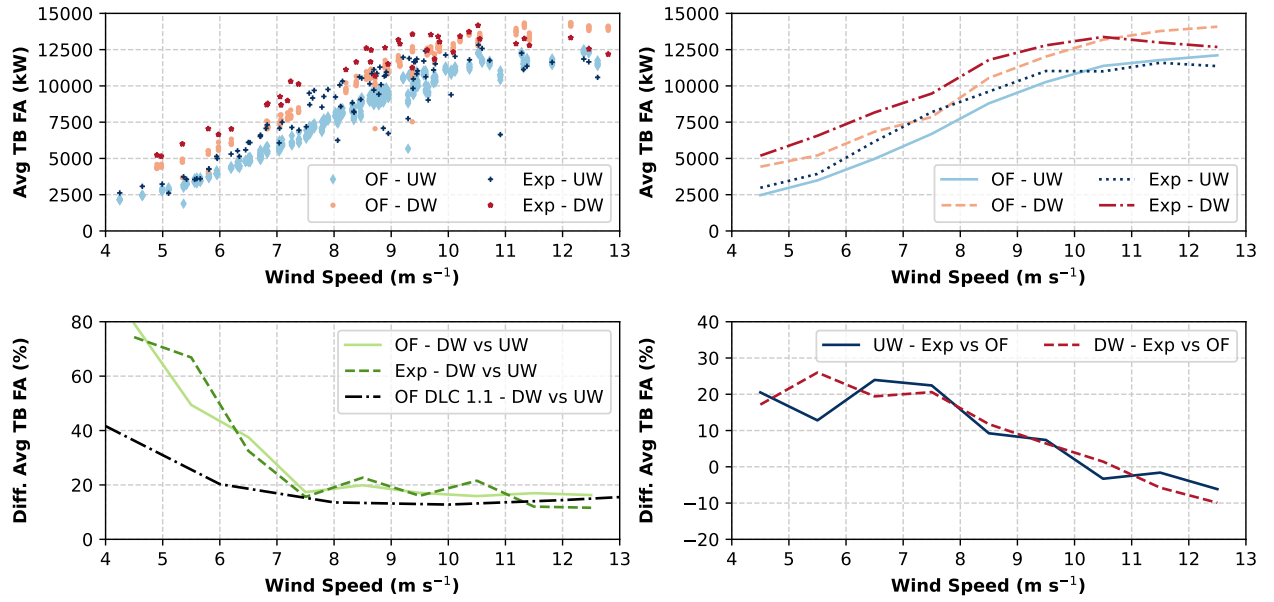 Avg TB FA (kW)
15000
12500
10000
7500
5000
2500
0
OF - UW
OF - DW
Exp - UW
Exp - DW
4 5 6 7 8 9 10 11 12 13
Wind Speed (m s⁻¹)
Avg TB FA (kW)
15000
12500
10000
7500
5000
2500
0
OF - UW
OF - DW
Exp - UW
Exp - DW
4 5 6 7 8 9 10 11 12 13
Wind Speed (m s⁻¹)
Diff. Avg TB FA (%)
80
60
40
20
0
OF - DW vs UW
Exp - DW vs UW
OF DLC 1.1 - DW vs UW
4 5 6 7 8 9 10 11 12 13
Wind Speed (m s⁻¹)
Diff. Avg TB FA (%)
40
30
20
10
0
−10
−20
UW - Exp vs OF
DW - Exp vs OF
4 5 6 7 8 9 10 11 12 13
Wind Speed (m s⁻¹)